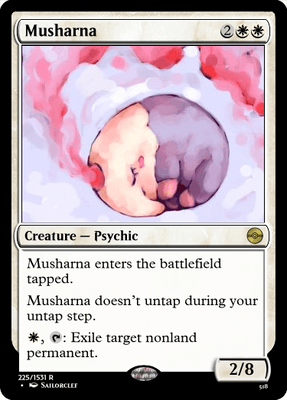 Musharna 2
Creature — Psychic
Musharna enters the battlefield
tapped.
Musharna doesn't untap during your
untap step.
, : Exile target nonland
permanent.
2/8
225/1531 R
• Sailorclef
518